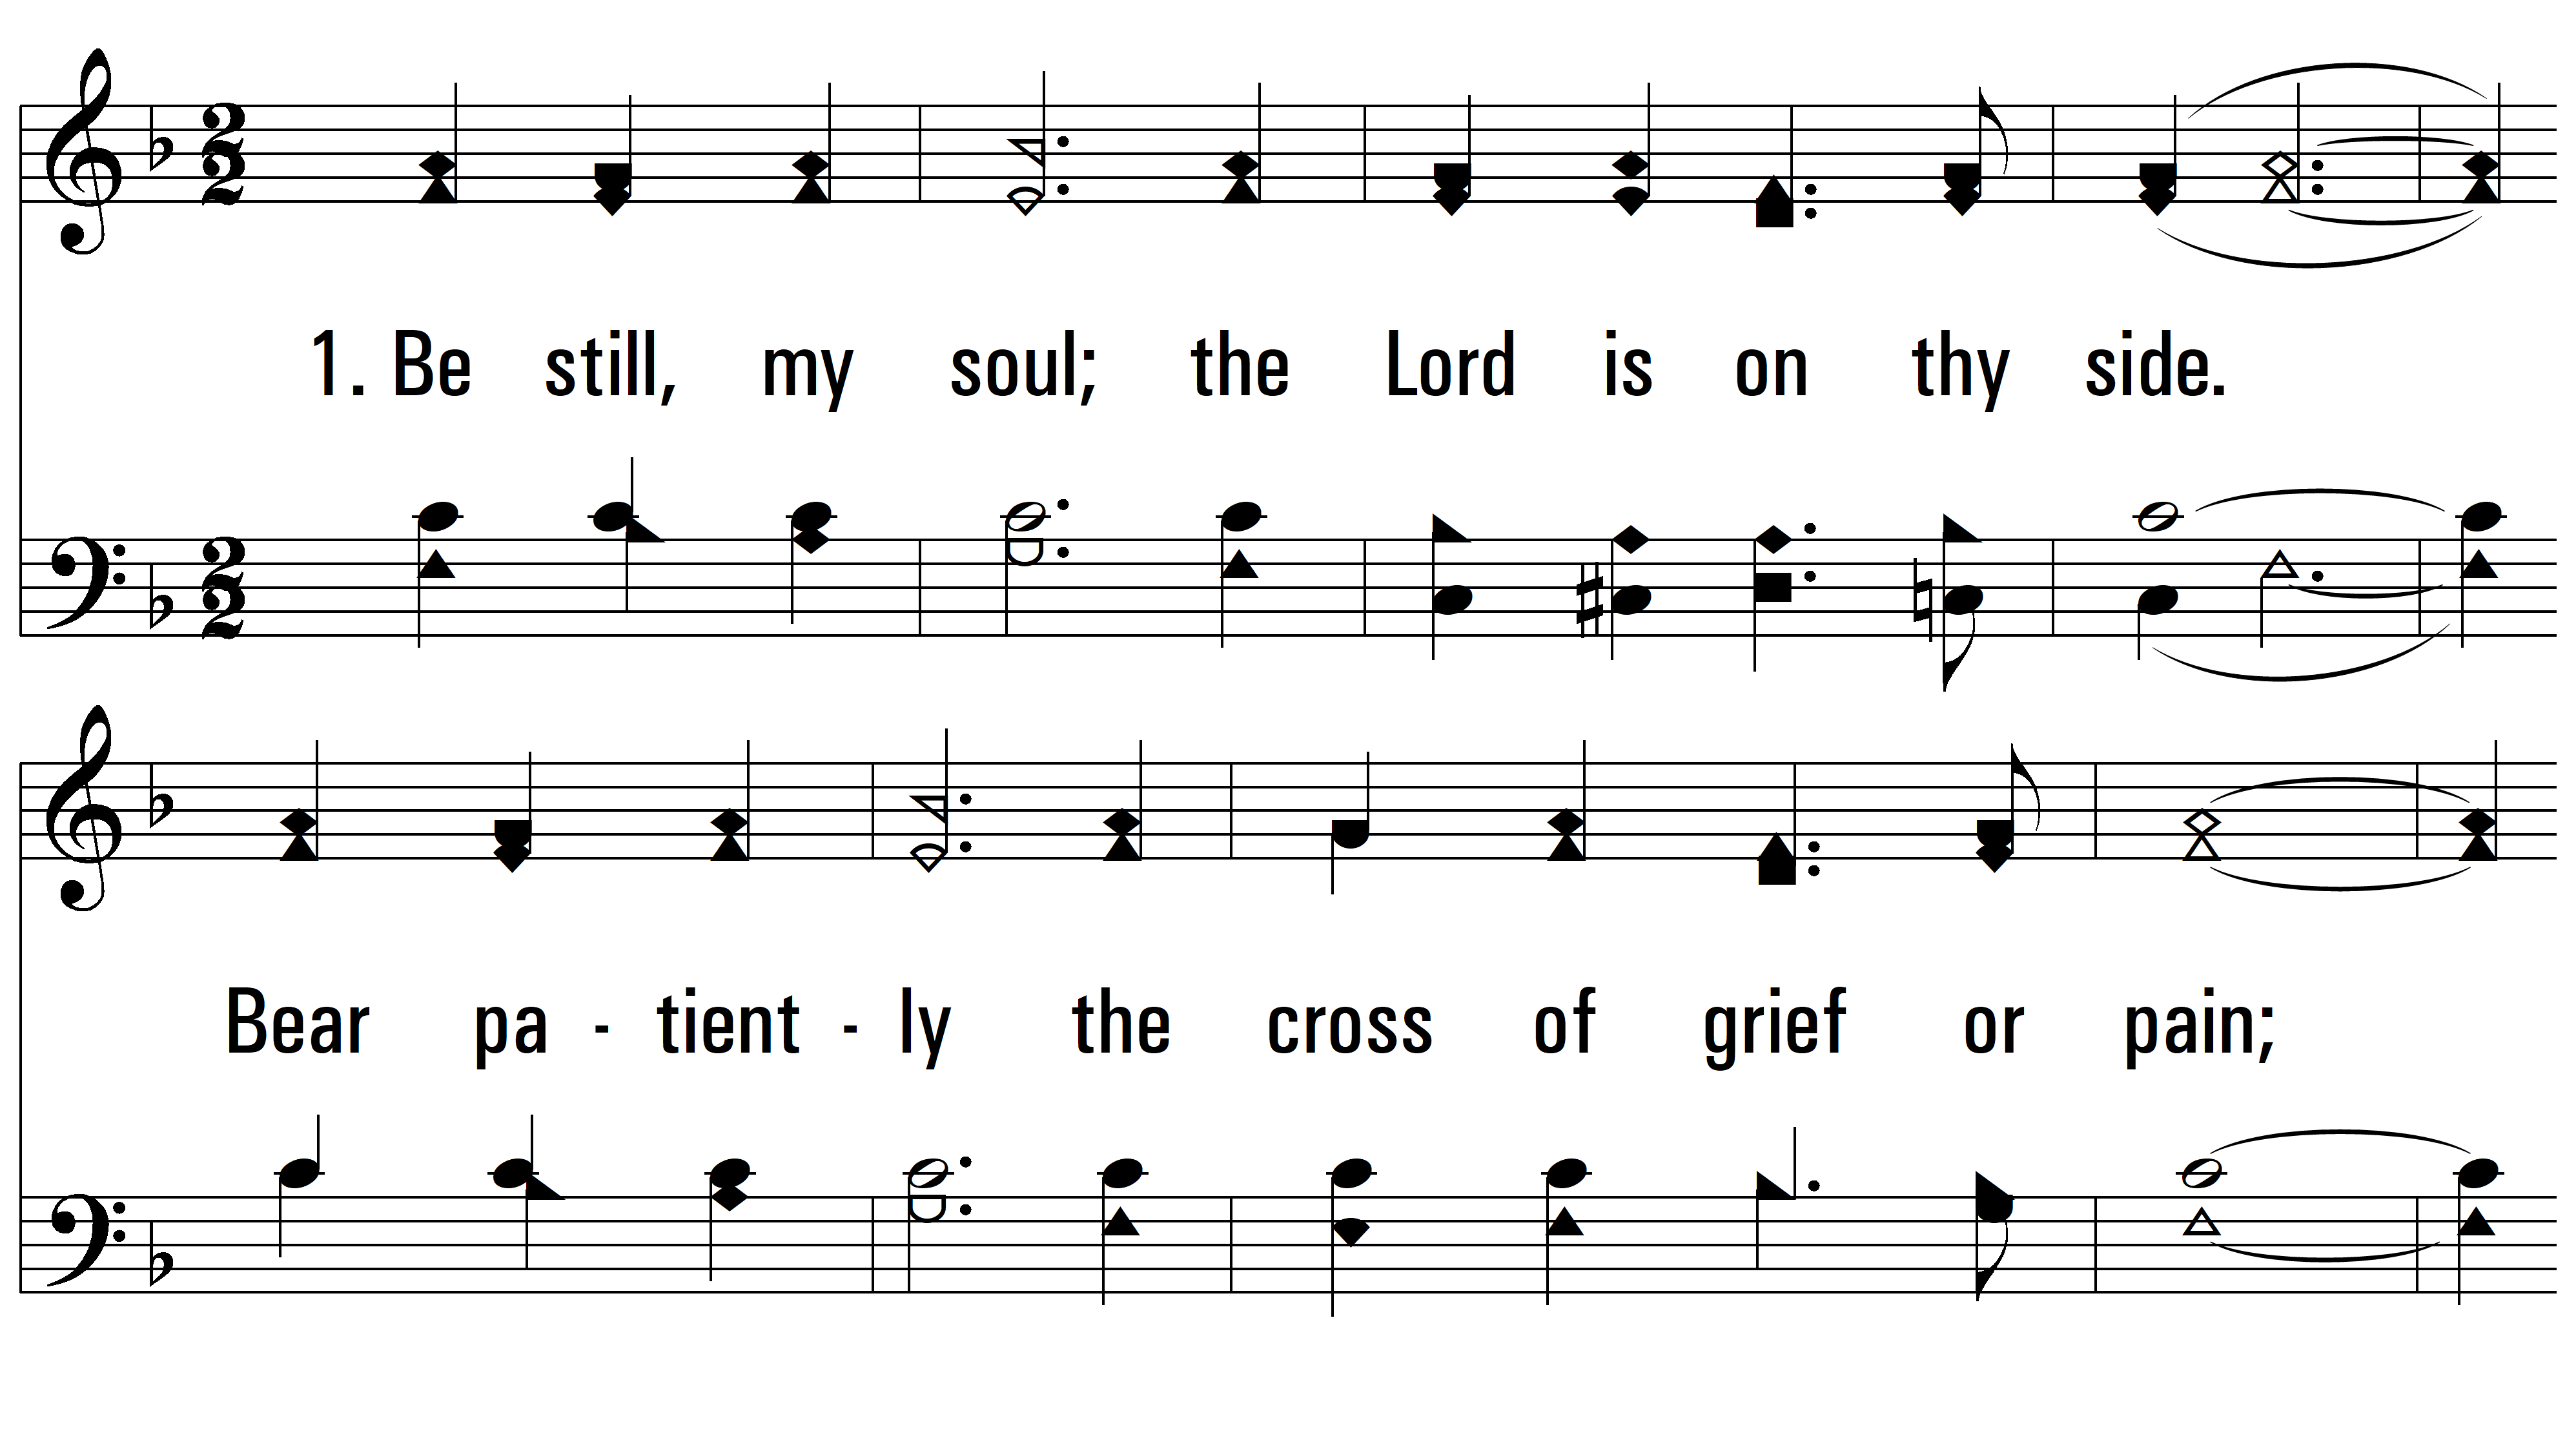 1. Be still, my soul; the Lord is on thy side.
Bear pa - tient - ly the cross of grief or pain;